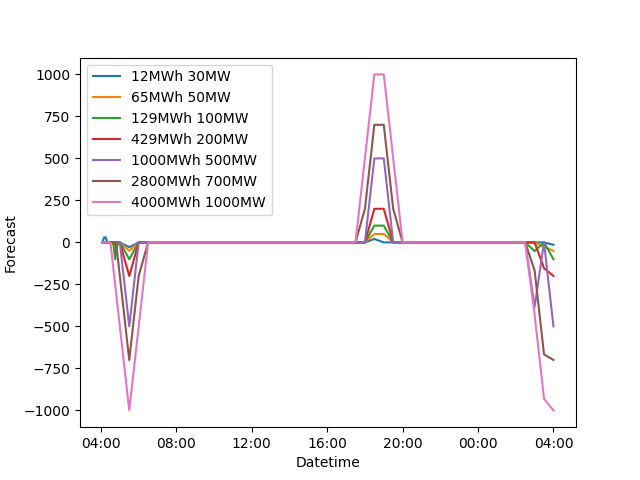 1000
750
500
250
0
−250
−500
−750
−1000
Forecast
12MWh 30MW
65MWh 50MW
129MWh 100MW
429MWh 200MW
1000MWh 500MW
2800MWh 700MW
4000MWh 1000MW
04:00 08:00 12:00 16:00 20:00 00:00 04:00
Datetime